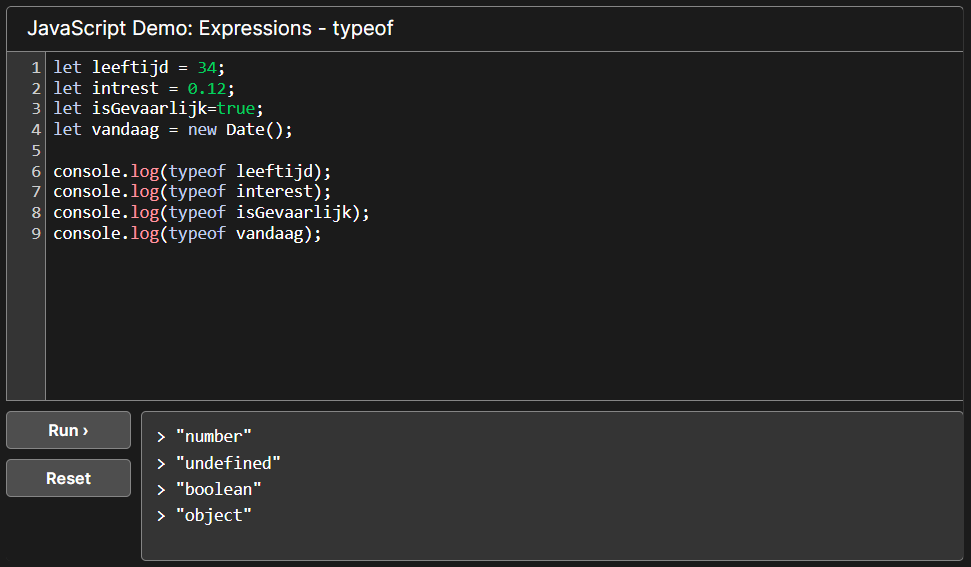 JavaScript Demo: Expressions - typeof
1 let leeftijd = 34;
2 let intrest = 0.12;
3 let isGevaarlijk=true;
4 let vandaag = new Date();
5
6 console.log(typeof leeftijd);
7 console.log(typeof interest);
8 console.log(typeof isGevaarlijk);
9 console.log(typeof vandaag);
Run ›
Reset
> "number"
> "undefined"
> "boolean"
> "object"